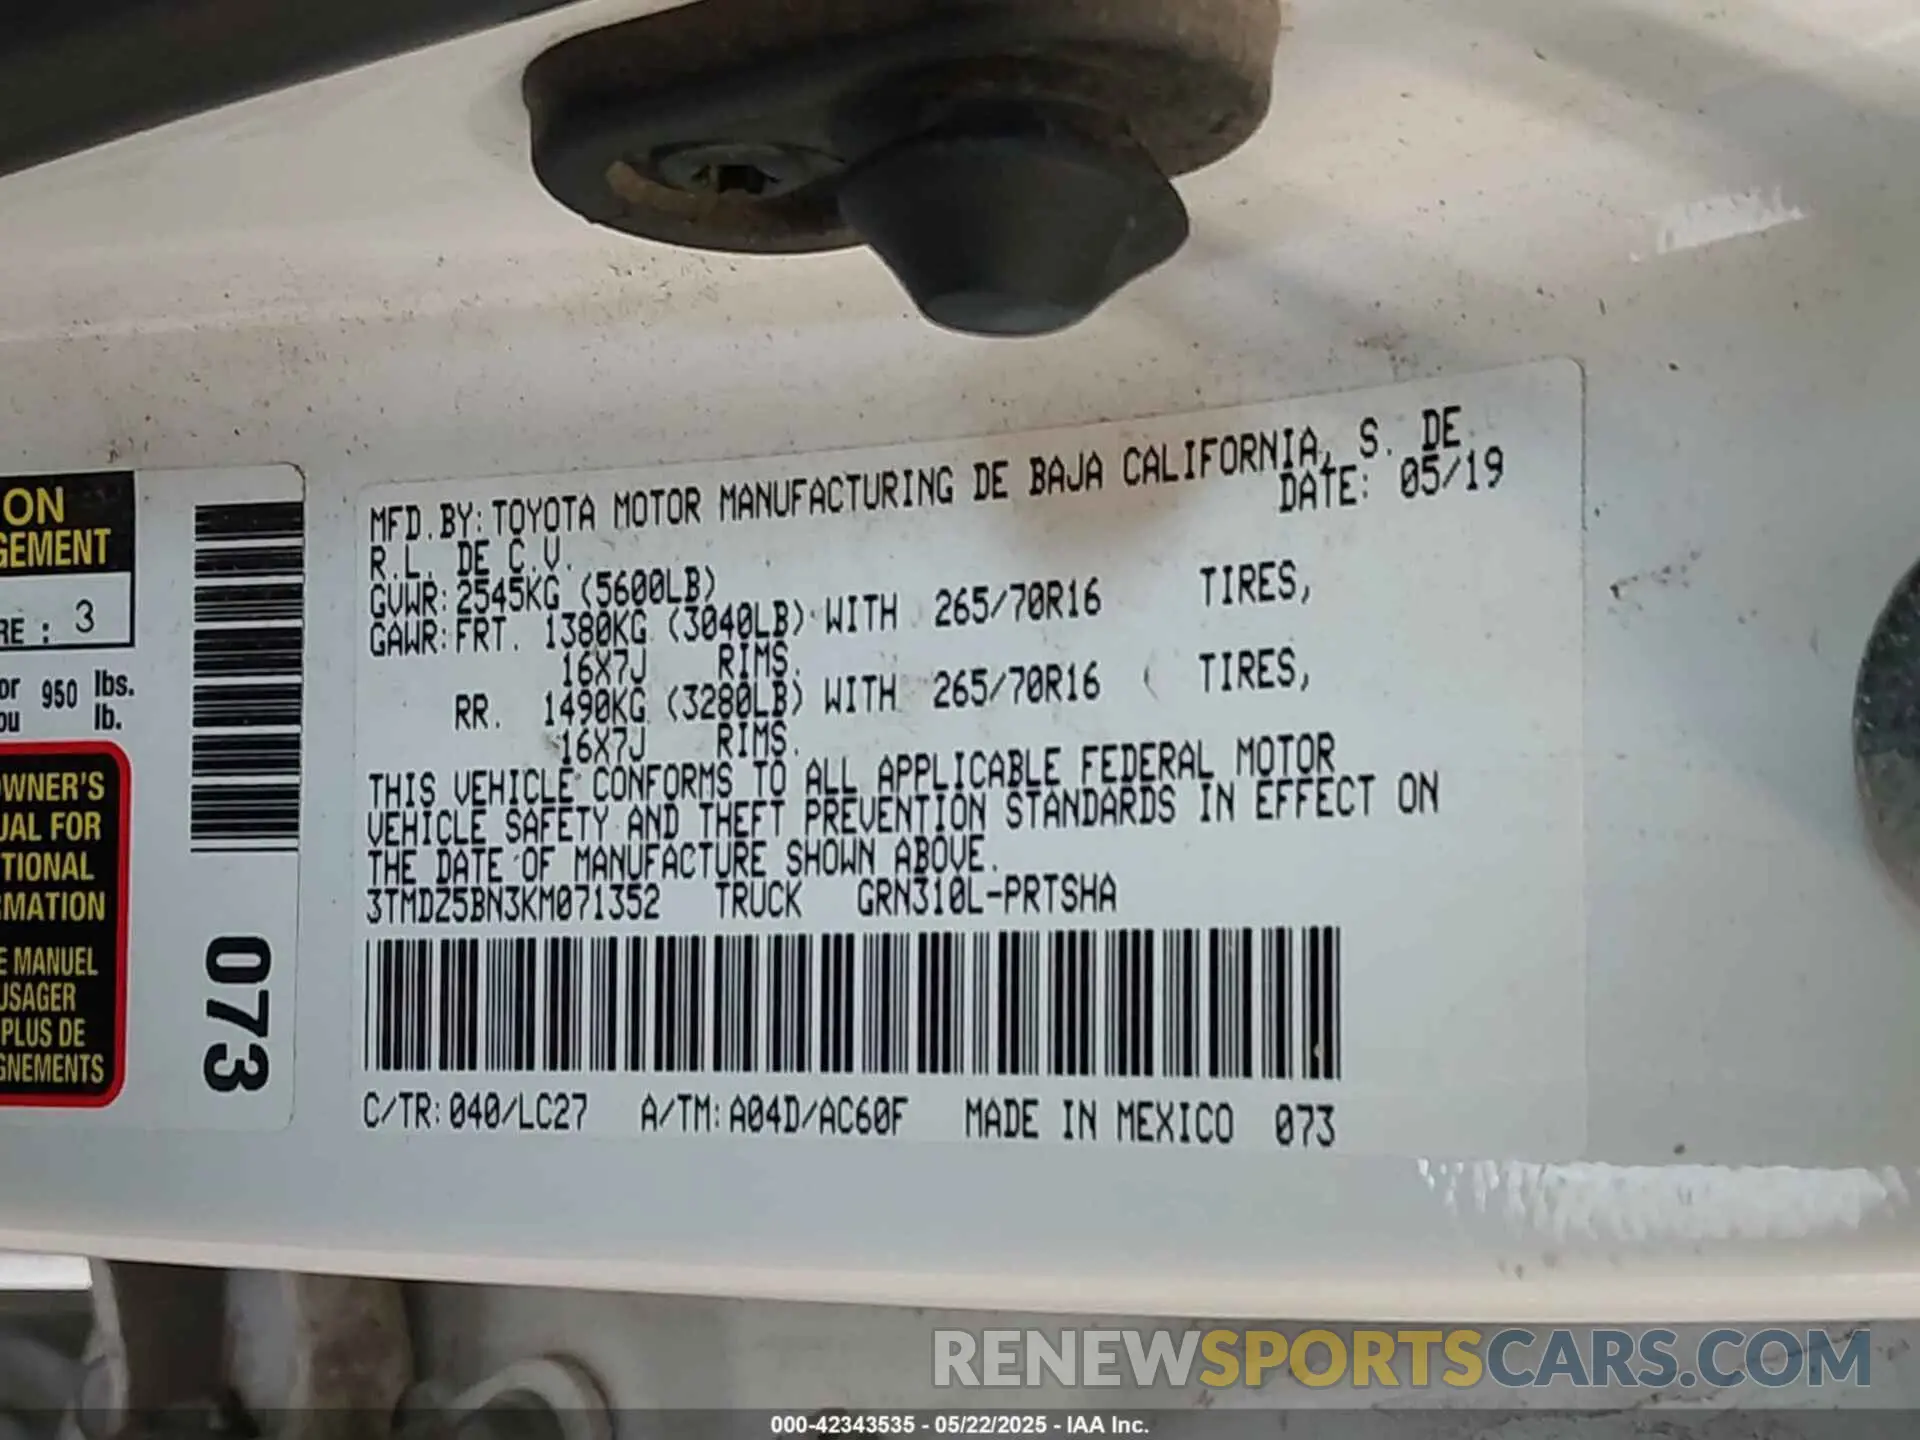 ON
GEMENT
RE : 3
or 950 lbs.
ou lb.
OWNER'S
UAL FOR
TIONAL
RMATION
E MANUEL
USAGER
PLUS DE
GNEMENTS
073
MFD.BY:TOYOTA MOTOR MANUFACTURING DE BAJA CALIFORNIA, S. DE
R.L. DE C.V. DATE: 05/19
GVWR:2545KG (5600LB)
GAWR:FRT. 1380KG (3040LB) WITH 265/70R16 TIRES,
16X7J RIMS.
RR. 1490KG (3280LB) WITH 265/70R16 TIRES,
16X7J RIMS.
THIS VEHICLE CONFORMS TO ALL APPLICABLE FEDERAL MOTOR
VEHICLE SAFETY AND THEFT PREVENTION STANDARDS IN EFFECT ON
THE DATE OF MANUFACTURE SHOWN ABOVE.
3TMDZ5BN3KM071352 TRUCK GRN310L-PRTSHA
C/TR:040/LC27 A/TM:A04D/AC60F MADE IN MEXICO 073
RENEWSPORTSCARS.COM
000-42343535 - 05/22/2025 - IAA Inc.